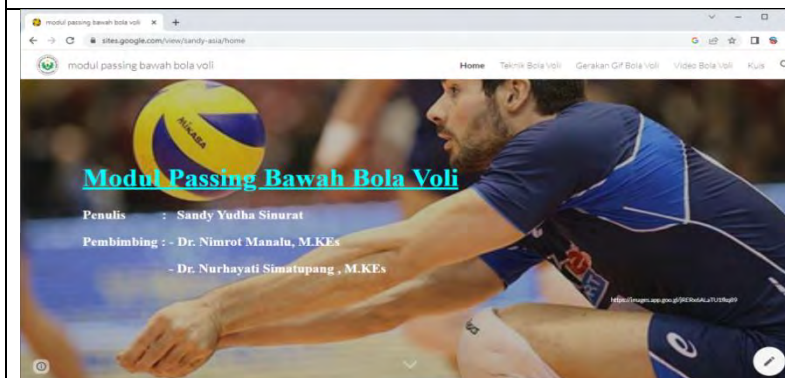 modul passing bawah bola voli
sites.google.com/view/sandy-asia/home
modul passing bawah bola voli
Home Teknik Bola Voli Gerakan Gif Bola Voli Video Bola Voli Kuis
MIKASA
Modul Passing Bawah Bola Voli
Penulis : Sandy Yudha Sinurat
Pembimbing : - Dr. Nimrot Manalu, M.KEs
- Dr. Nurhayati Simatupang , M.KEs
asics